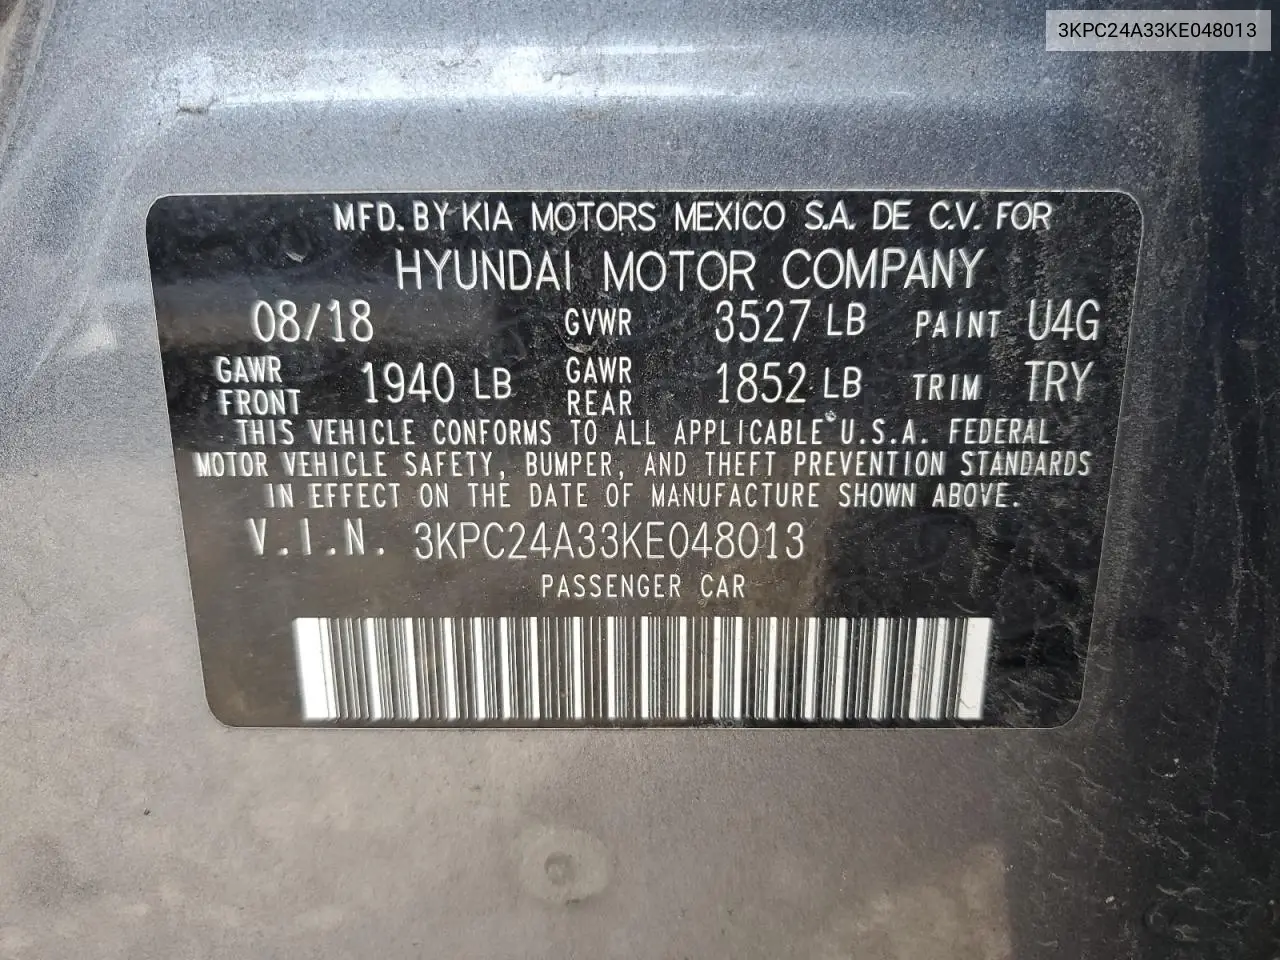 3KPC24A33KE048013
MFD. BY KIA MOTORS MEXICO S.A. DE C.V. FOR
HYUNDAI MOTOR COMPANY
08/18 GVWR 3527 LB PAINT U4G
GAWR FRONT 1940 LB GAWR REAR 1852 LB TRIM TRY
THIS VEHICLE CONFORMS TO ALL APPLICABLE U.S.A. FEDERAL
MOTOR VEHICLE SAFETY, BUMPER, AND THEFT PREVENTION STANDARDS
IN EFFECT ON THE DATE OF MANUFACTURE SHOWN ABOVE.
V.I.N. 3KPC24A33KE048013
PASSENGER CAR